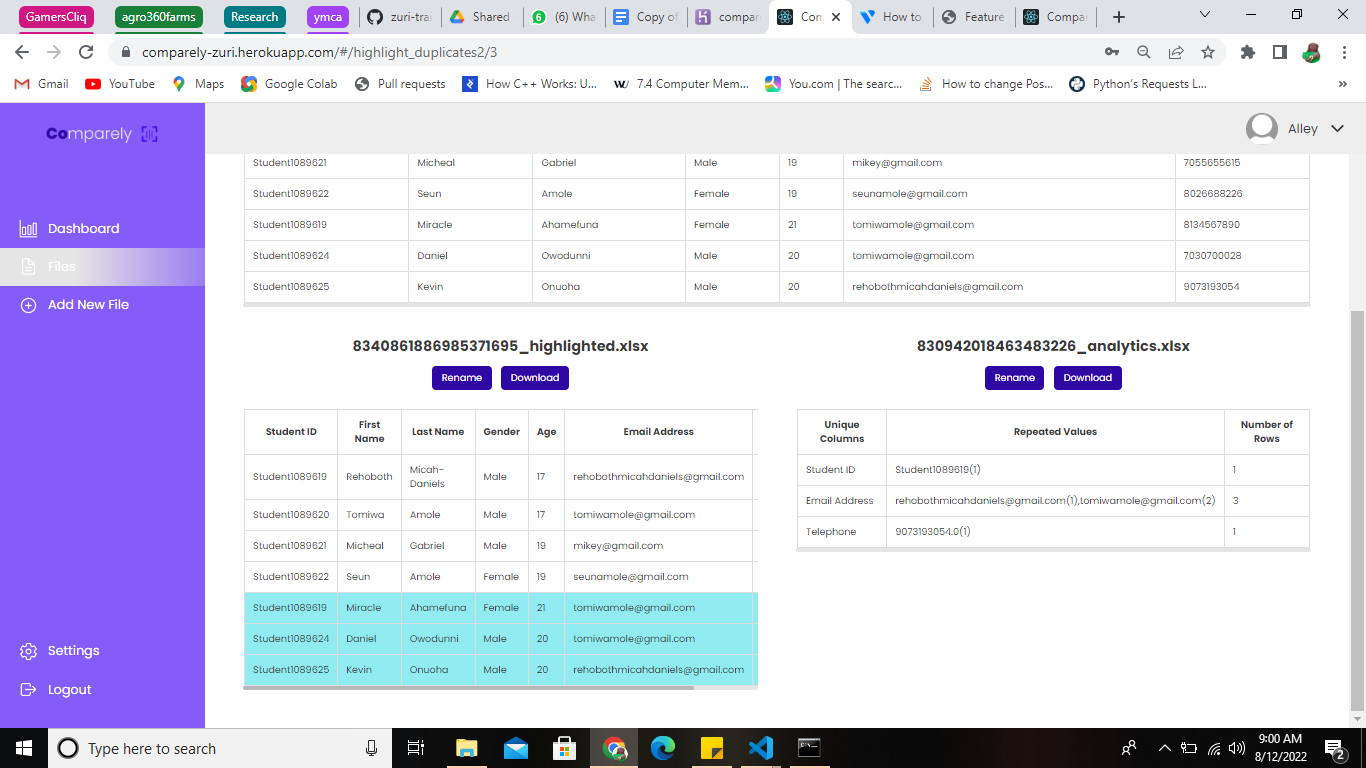 GamersCliq agro360farms Research ymca zuri-trai Shared (6) Wha Copy of compar Com How to Feature Compa
comparely-zuri.herokuapp.com/#/highlight_duplicates2/3
Gmail YouTube Maps Google Colab Pull requests How C++ Works: U... 7.4 Computer Mem... You.com | The searc... How to change Pos... Python's Requests L...
Comparely
Alley
Dashboard
Files
Add New File
Settings
Logout
Student1089621 Micheal Gabriel Male 19 mikey@gmail.com 7055655615
Student1089622 Seun Amole Female 19 seunamole@gmail.com 8026688226
Student1089619 Miracle Ahamefuna Female 21 tomiwamole@gmail.com 8134567890
Student1089624 Daniel Owodunni Male 20 tomiwamole@gmail.com 7030700028
Student1089625 Kevin Onuoha Male 20 rehobothmicahdaniels@gmail.com 9073193054
8340861886985371695_highlighted.xlsx
Rename Download
Student ID First Name Last Name Gender Age Email Address
Student1089619 Rehoboth Micah-Daniels Male 17 rehobothmicahdaniels@gmail.com
Student1089620 Tomiwa Amole Male 17 tomiwamole@gmail.com
Student1089621 Micheal Gabriel Male 19 mikey@gmail.com
Student1089622 Seun Amole Female 19 seunamole@gmail.com
Student1089619 Miracle Ahamefuna Female 21 tomiwamole@gmail.com
Student1089624 Daniel Owodunni Male 20 tomiwamole@gmail.com
Student1089625 Kevin Onuoha Male 20 rehobothmicahdaniels@gmail.com
830942018463483226_analytics.xlsx
Rename Download
Unique Columns Repeated Values Number of Rows
Student ID Student1089619(1) 1
Email Address rehobothmicahdaniels@gmail.com(1),tomiwamole@gmail.com(2) 3
Telephone 9073193054.0(1) 1
Type here to search
9:00 AM
8/12/2022
2